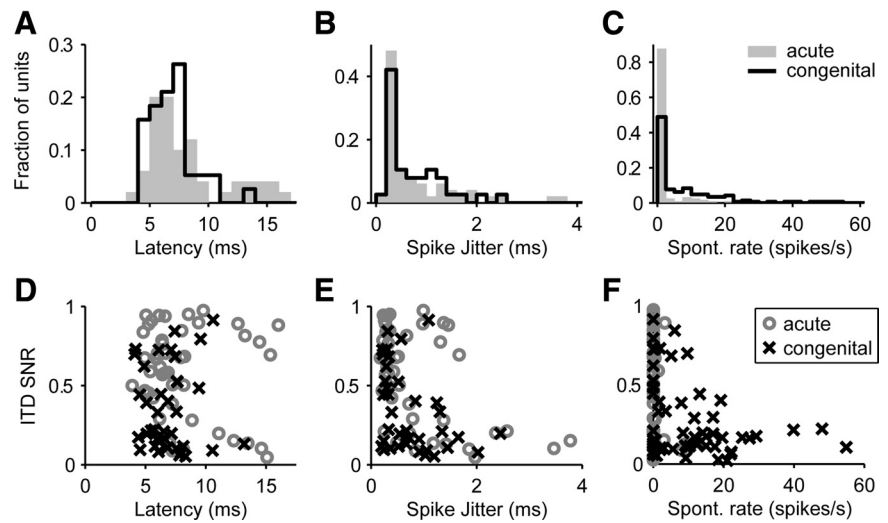 A
B
C
Fraction of units
0.3
0.2
0.1
0
0 5 10 15
Latency (ms)
0.4
0.2
0
0 2 4
Spike Jitter (ms)
0.8
0.6
0.4
0.2
0
0 20 40 60
Spont. rate (spikes/s)
acute
congenital
D
E
F
ITD SNR
1
0.5
0
0 5 10 15
Latency (ms)
1
0.5
0
0 2 4
Spike Jitter (ms)
1
0.5
0
0 20 40 60
Spont. rate (spikes/s)
acute
congenital